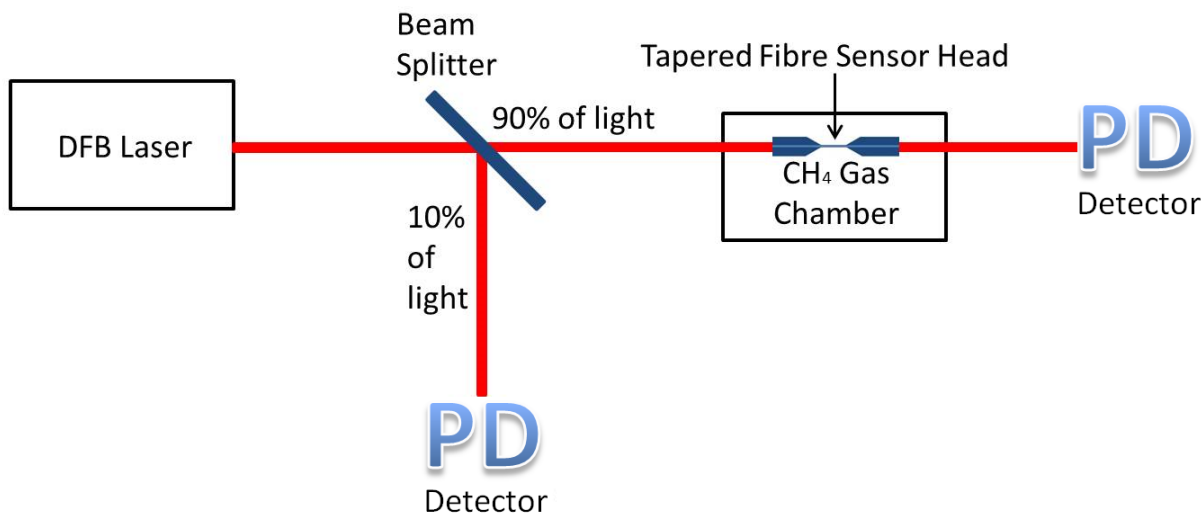 Beam
Splitter
Tapered Fibre Sensor Head
DFB Laser
90% of light
PD
CH₄ Gas
Chamber
Detector
10%
of
light
PD
Detector